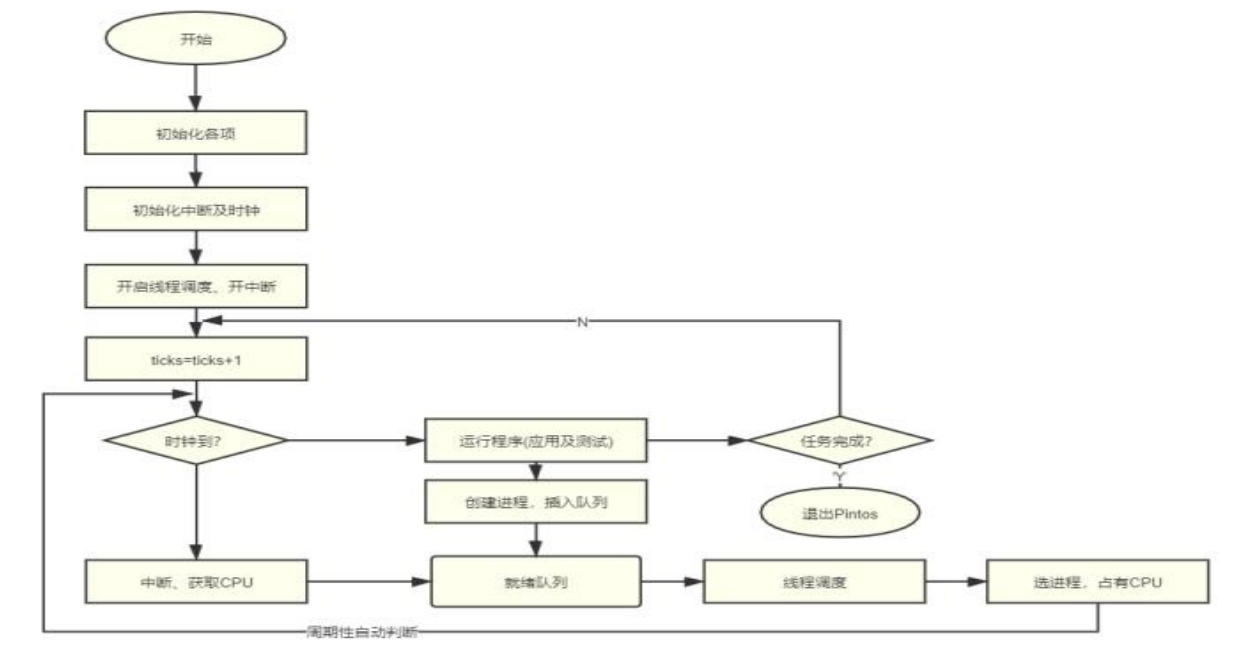 开始
初始化各项
初始化中断及时钟
开启线程调度、开中断
N
ticks=ticks+1
时钟到?
运行程序(应用及测试)
任务完成?
Y
创建进程，插入队列
退出Pintos
中断、获取CPU
就绪队列
线程调度
选进程，占有CPU
周期性自动判断